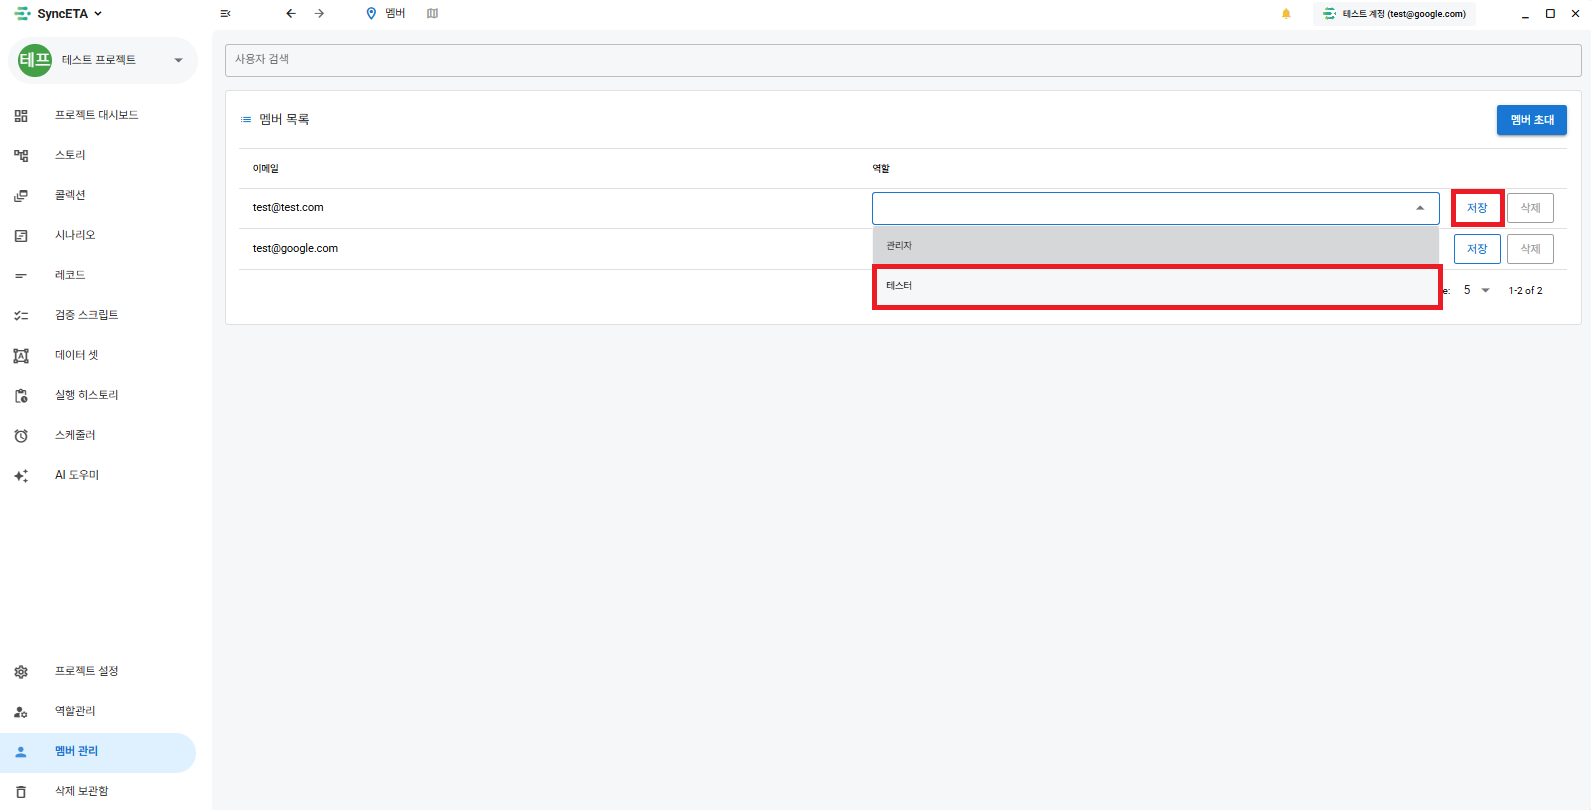 SyncETA
멤버
테스트 계정 (test@google.com)
테프
테스트 프로젝트
프로젝트 대시보드
스토리
콜렉션
시나리오
레코드
검증 스크립트
데이터 셋
실행 히스토리
스케줄러
AI 도우미
프로젝트 설정
역할관리
멤버 관리
삭제 보관함
사용자 검색
멤버 목록
멤버 초대
이메일 역할
test@test.com 저장 삭제
관리자
test@google.com 저장 삭제
테스터
e: 5 1-2 of 2